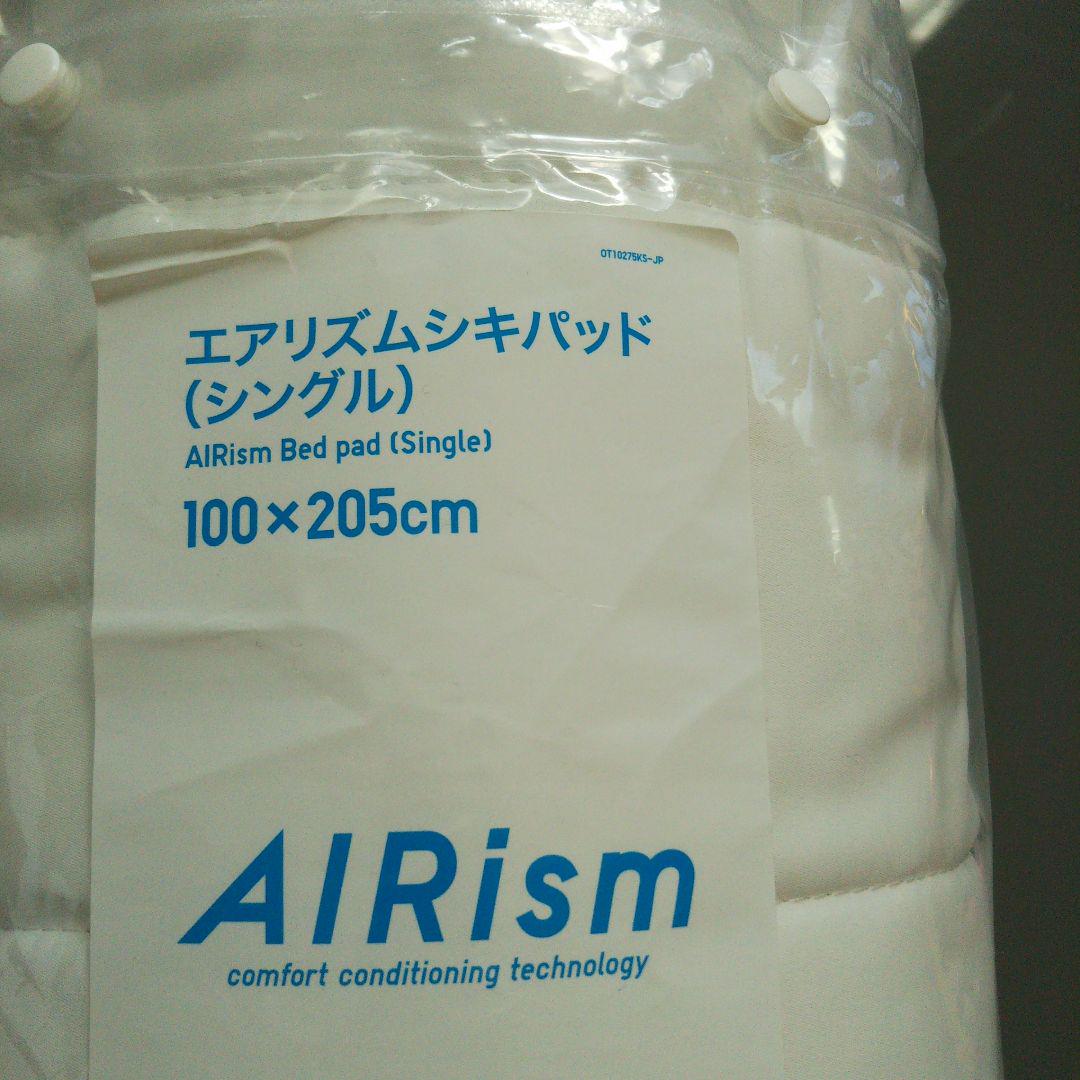 OT10275KS-JP
エアリズムシキパッド
(シングル)
AIRism Bed pad (Single)
100×205cm
AIRism
comfort conditioning technology